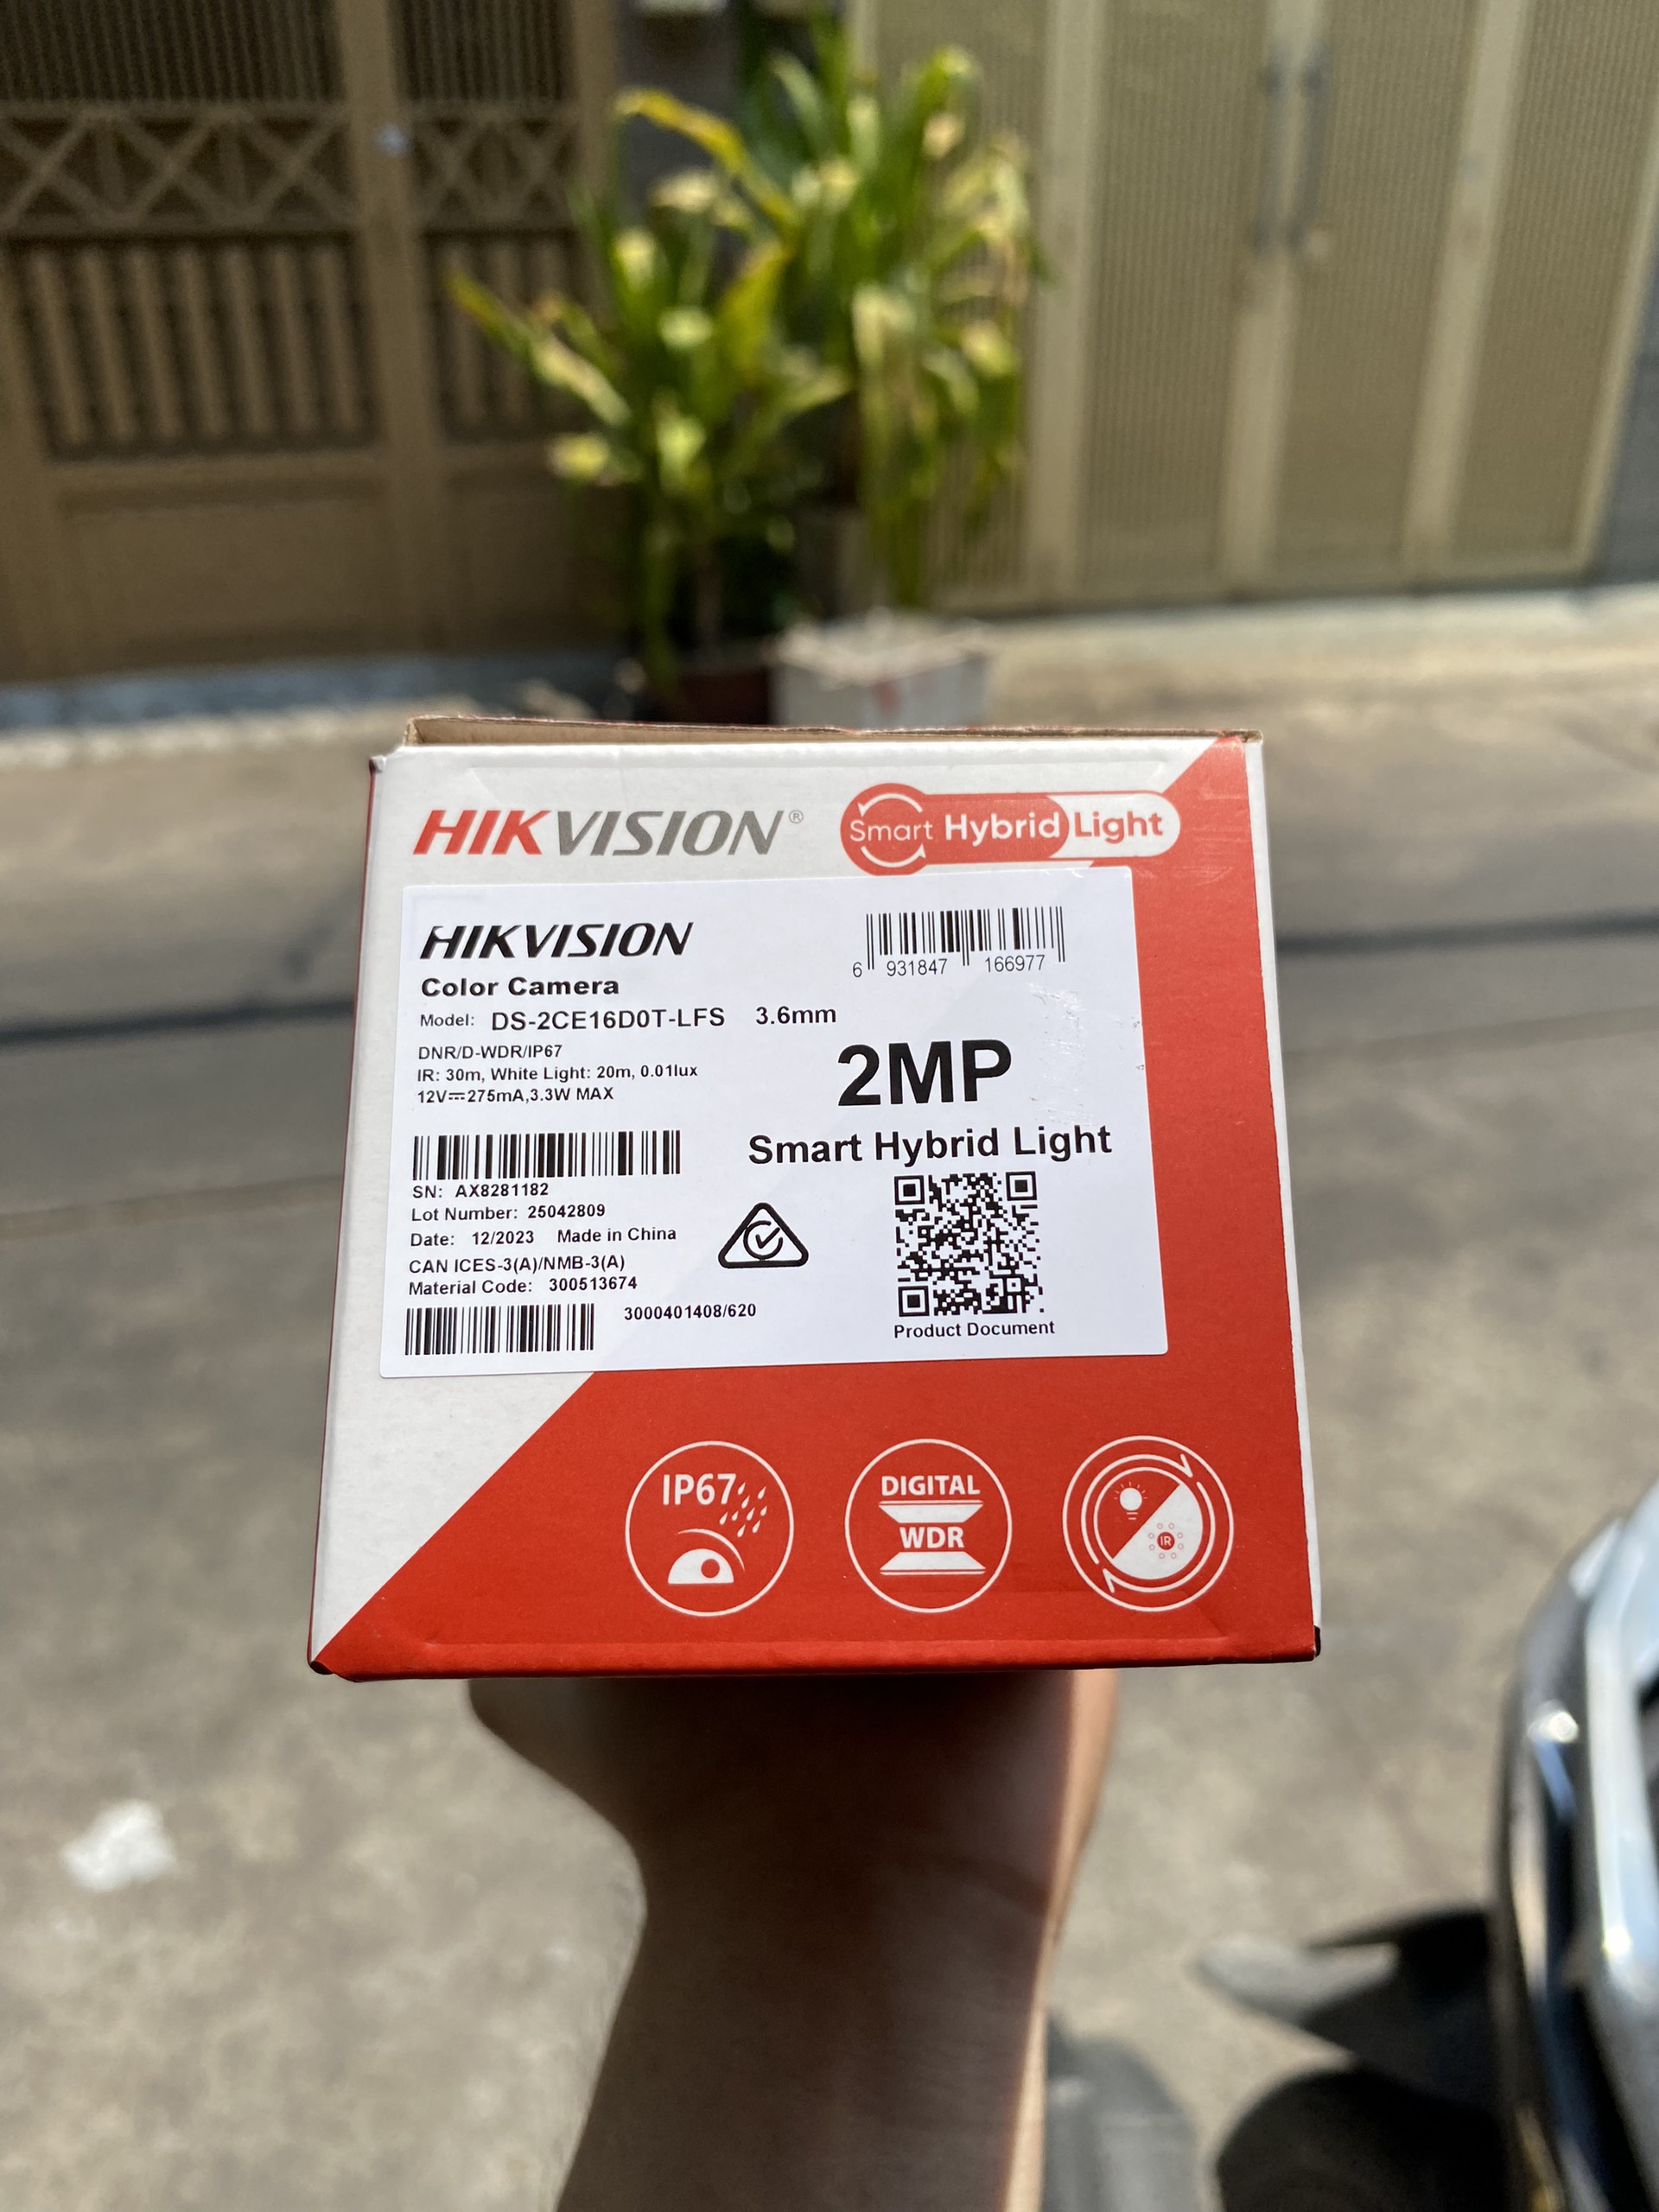 HIKVISION®
Smart Hybrid Light
HIKVISION
Color Camera
6 931847 166977
Model: DS-2CE16D0T-LFS 3.6mm
DNR/D-WDR/IP67
IR: 30m, White Light: 20m, 0.01lux
12V⎓275mA,3.3W MAX
2MP
Smart Hybrid Light
SN: AX8281182
Lot Number: 25042809
Date: 12/2023 Made in China
CAN ICES-3(A)/NMB-3(A)
Material Code: 300513674
3000401408/620
Product Document
IP67
DIGITAL
WDR
IR